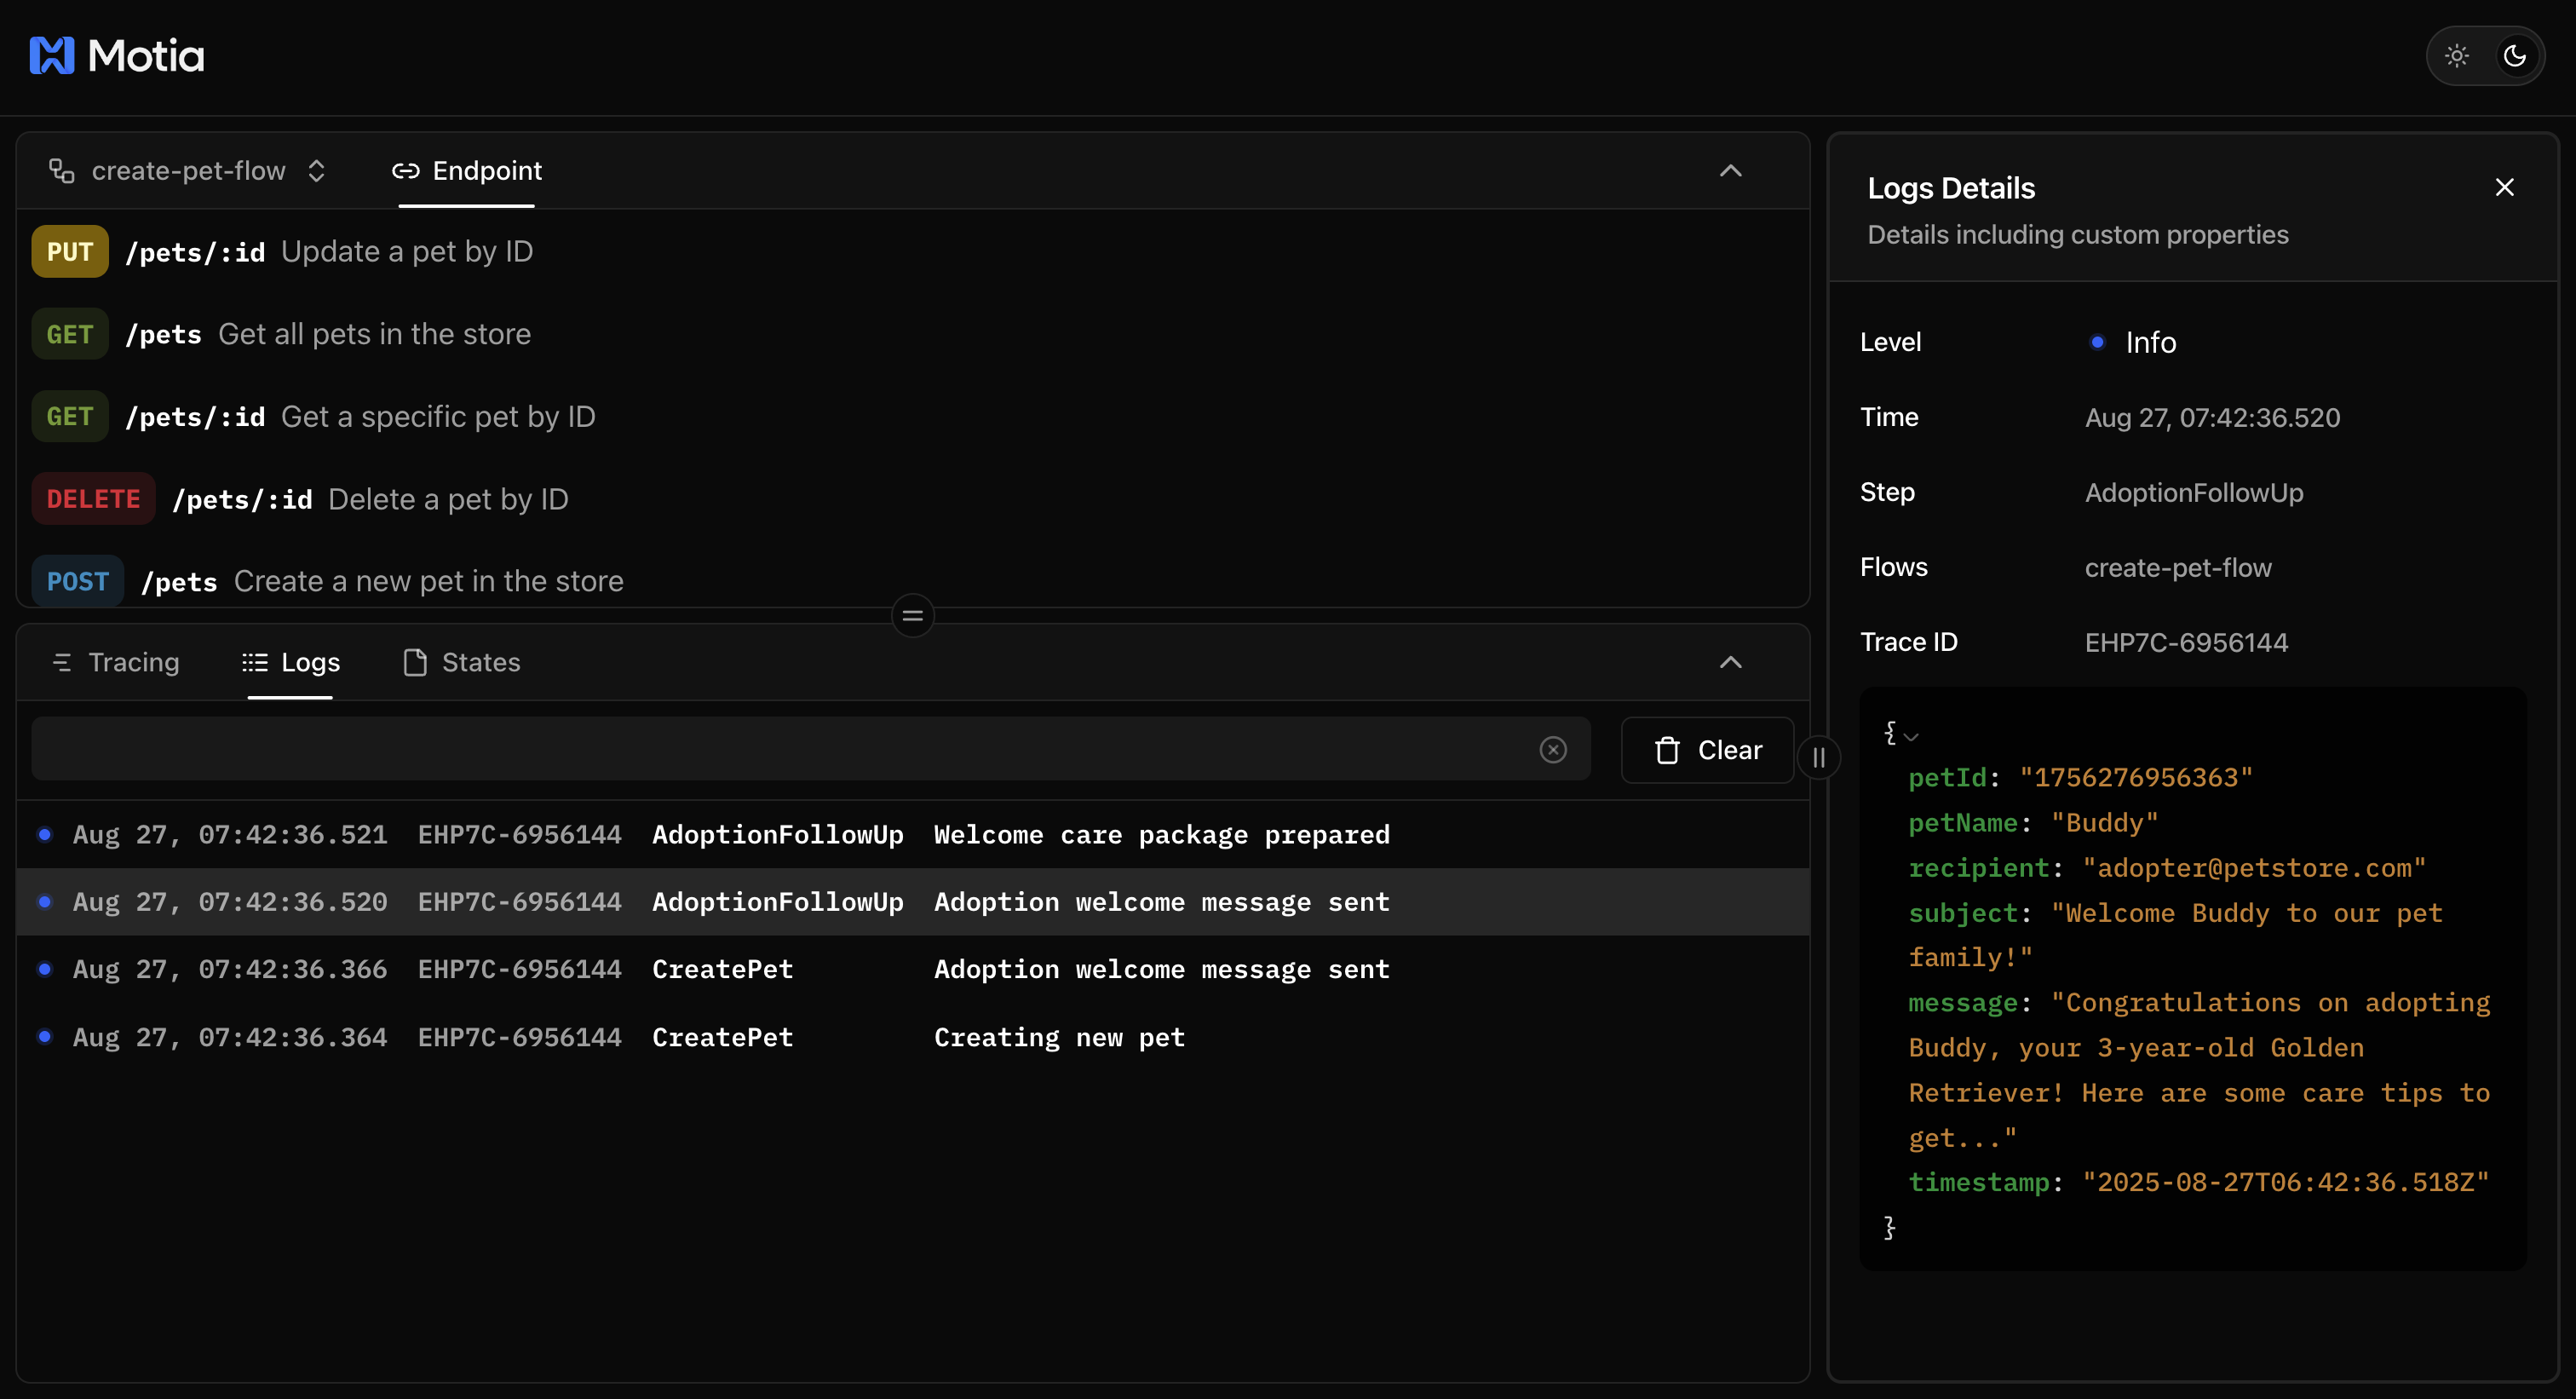 Motia
create-pet-flow Endpoint
PUT /pets/:id Update a pet by ID
GET /pets Get all pets in the store
GET /pets/:id Get a specific pet by ID
DELETE /pets/:id Delete a pet by ID
POST /pets Create a new pet in the store
Tracing Logs States
Clear
Aug 27, 07:42:36.521 EHP7C-6956144 AdoptionFollowUp Welcome care package prepared
Aug 27, 07:42:36.520 EHP7C-6956144 AdoptionFollowUp Adoption welcome message sent
Aug 27, 07:42:36.366 EHP7C-6956144 CreatePet Adoption welcome message sent
Aug 27, 07:42:36.364 EHP7C-6956144 CreatePet Creating new pet
Logs Details
Details including custom properties
Level Info
Time Aug 27, 07:42:36.520
Step AdoptionFollowUp
Flows create-pet-flow
Trace ID EHP7C-6956144
{
petId: "1756276956363"
petName: "Buddy"
recipient: "adopter@petstore.com"
subject: "Welcome Buddy to our pet
family!"
message: "Congratulations on adopting
Buddy, your 3-year-old Golden
Retriever! Here are some care tips to
get..."
timestamp: "2025-08-27T06:42:36.518Z"
}